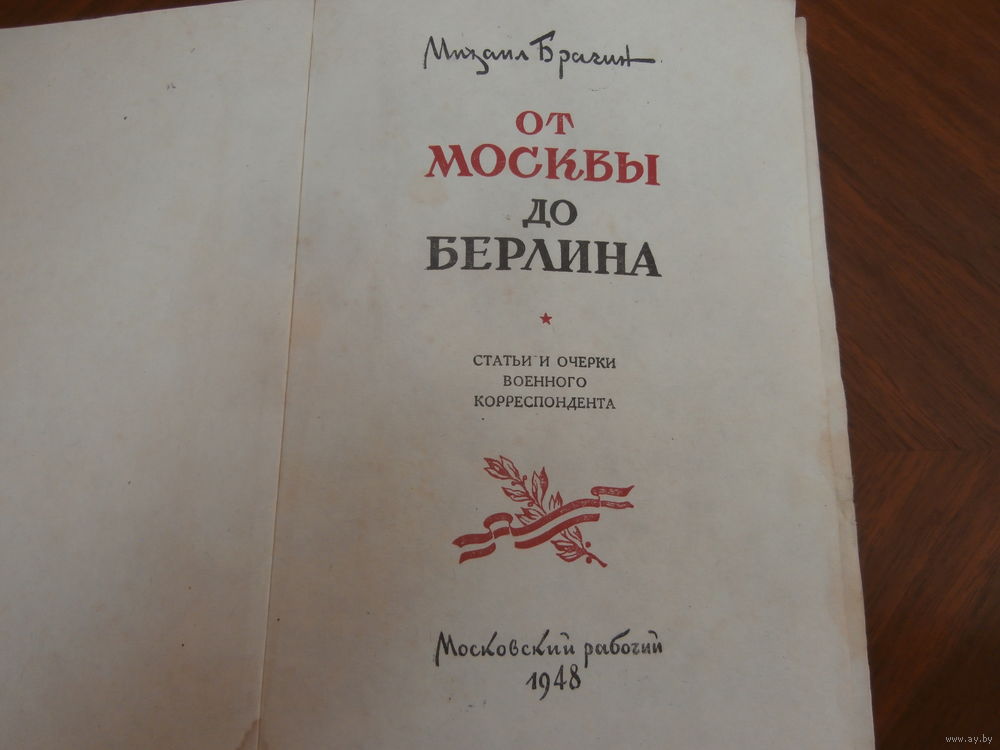 Михаил Брагин
ОТ
МОСКВЫ
ДО
БЕРЛИНА
СТАТЬИ И ОЧЕРКИ
ВОЕННОГО
КОРРЕСПОНДЕНТА
Московский рабочий
1948
www.ay.by